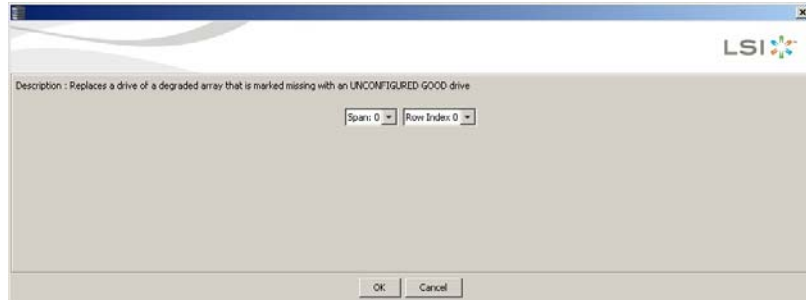 LSI
Description : Replaces a drive of a degraded array that is marked missing with an UNCONFIGURED GOOD drive
Span: 0 Row Index 0
OK Cancel